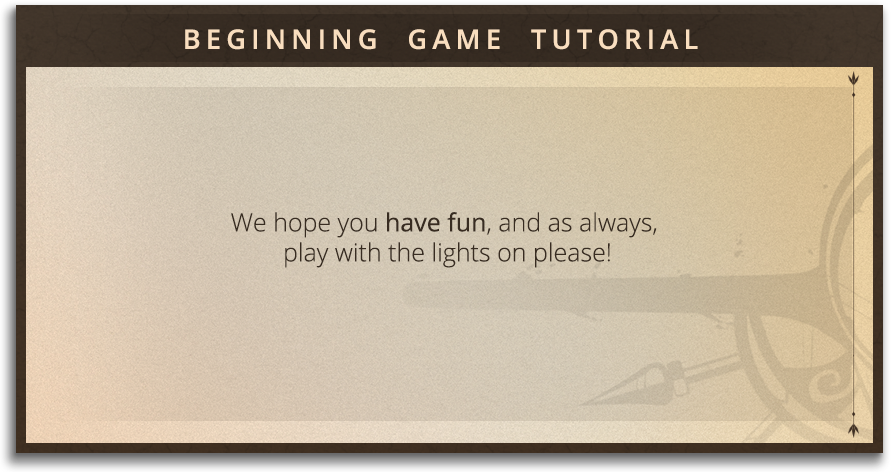 BEGINNING GAME TUTORIAL
We hope you have fun, and as always,
play with the lights on please!